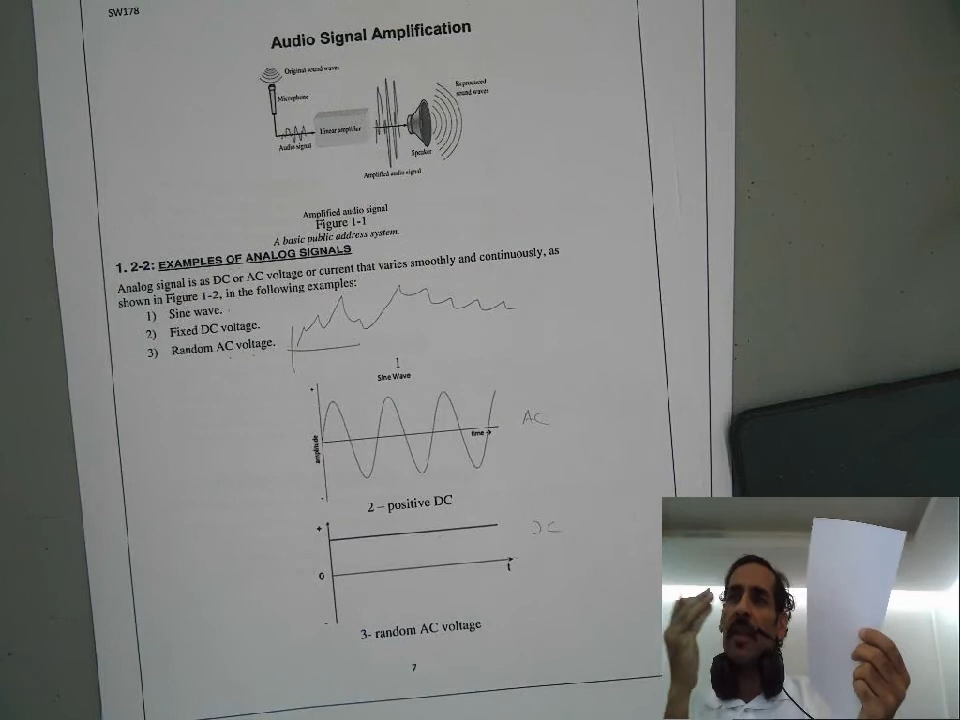 SW178
Audio Signal Amplification
Original sound waves
Microphone
Audio signal
Linear amplifier
Reproduced
sound waves
Speaker
Amplified audio signal
Amplified audio signal
Figure 1-1
A basic public address system.
1. 2-2: EXAMPLES OF ANALOG SIGNALS
Analog signal is as DC or AC voltage or current that varies smoothly and continuously, as
shown in Figure 1-2, in the following examples:
1) Sine wave.
2) Fixed DC voltage.
3) Random AC voltage.
1
Sine Wave
+
amplitude
time →
-
AC
2 – positive DC
+
0
t
-
DC
3- random AC voltage
7